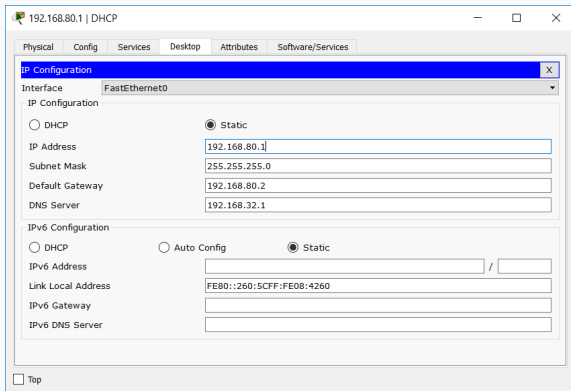 192.168.80.1 | DHCP
Physical Config Services Desktop Attributes Software/Services
IP Configuration X
Interface FastEthernet0
IP Configuration
DHCP Static
IP Address 192.168.80.1
Subnet Mask 255.255.255.0
Default Gateway 192.168.80.2
DNS Server 192.168.32.1
IPv6 Configuration
DHCP Auto Config Static
IPv6 Address /
Link Local Address FE80::260:5CFF:FE08:4260
IPv6 Gateway
IPv6 DNS Server
Top